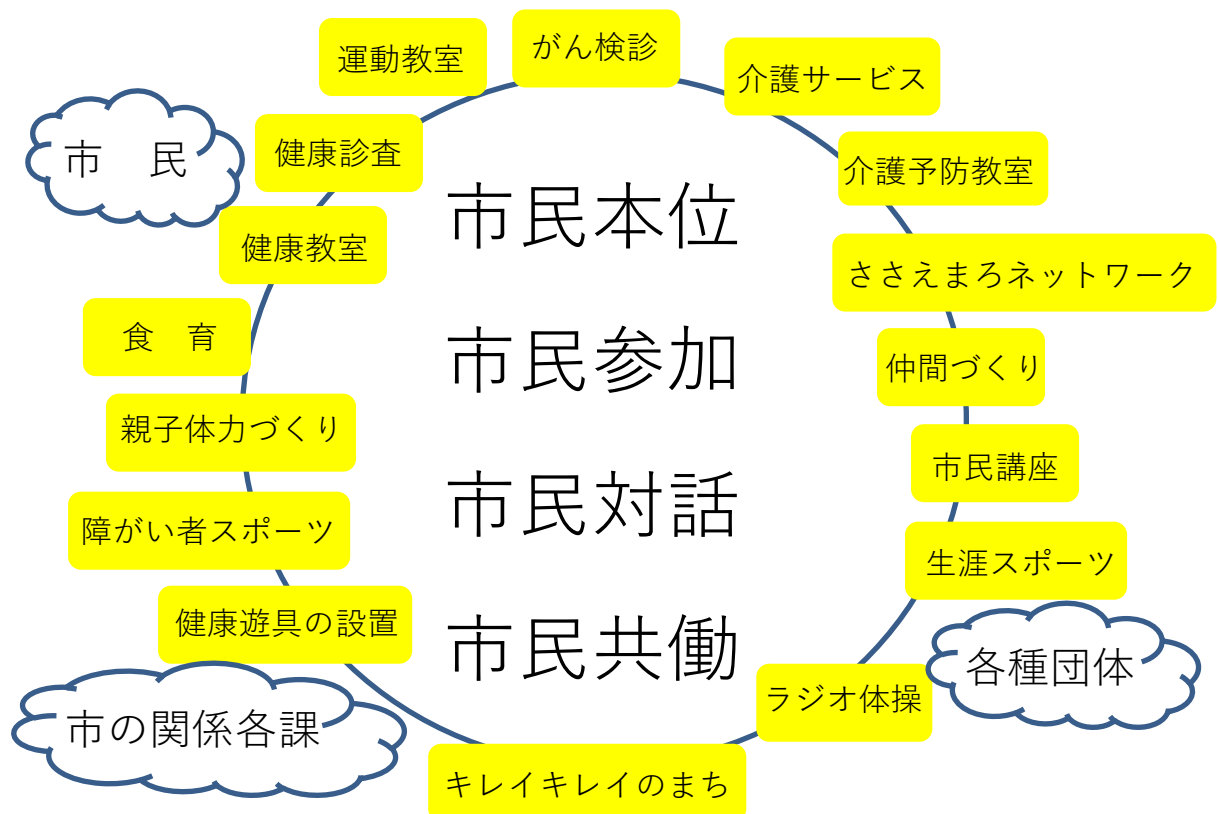 運動教室
がん検診
介護サービス
市　民
健康診査
介護予防教室
市民本位
健康教室
ささえまろネットワーク
食　育
市民参加
仲間づくり
親子体力づくり
市民講座
障がい者スポーツ
市民対話
生涯スポーツ
健康遊具の設置
市民共働
各種団体
ラジオ体操
市の関係各課
キレイキレイのまち